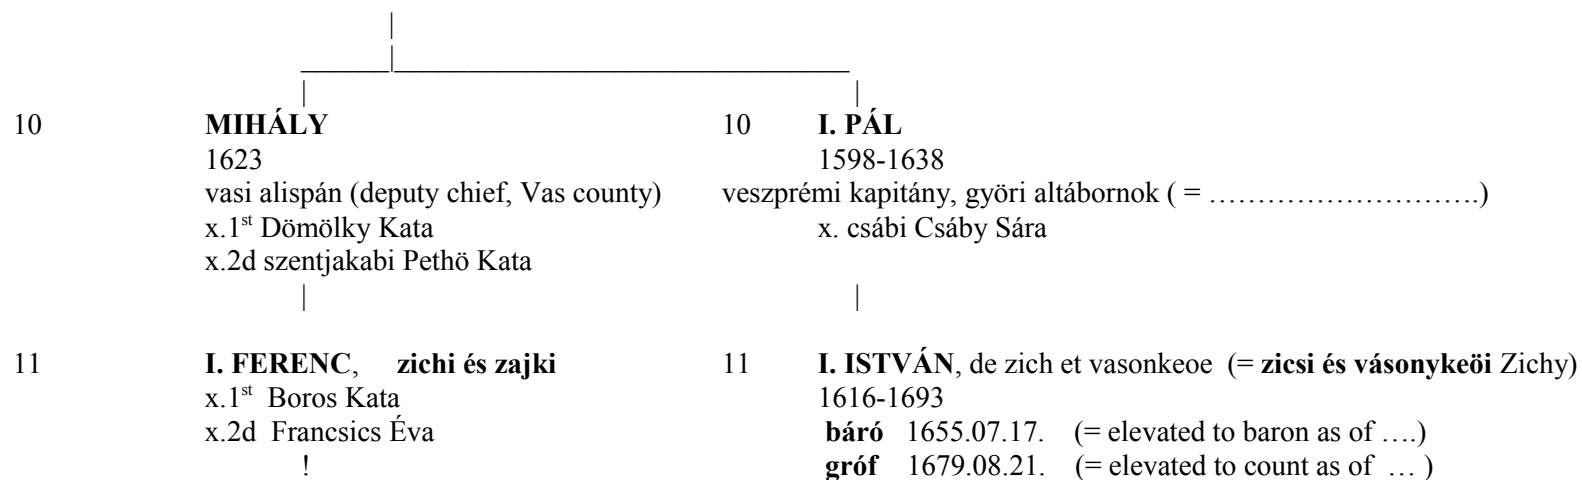 10 MIHÁLY 10 I. PÁL
1623 1598-1638
vasi alispán (deputy chief, Vas county) veszprémi kapitány, györi altábornok ( = ………………………….)
x.1st Dömölky Kata x. csábi Csáby Sára
x.2d szentjakabi Pethö Kata
11 I. FERENC, zichi és zajki 11 I. ISTVÁN, de zich et vasonkeoe (= zicsi és vásonykeöi Zichy)
x.1st Boros Kata 1616-1693
x.2d Francsics Éva báró 1655.07.17. (= elevated to baron as of ….)
! gróf 1679.08.21. (= elevated to count as of … )